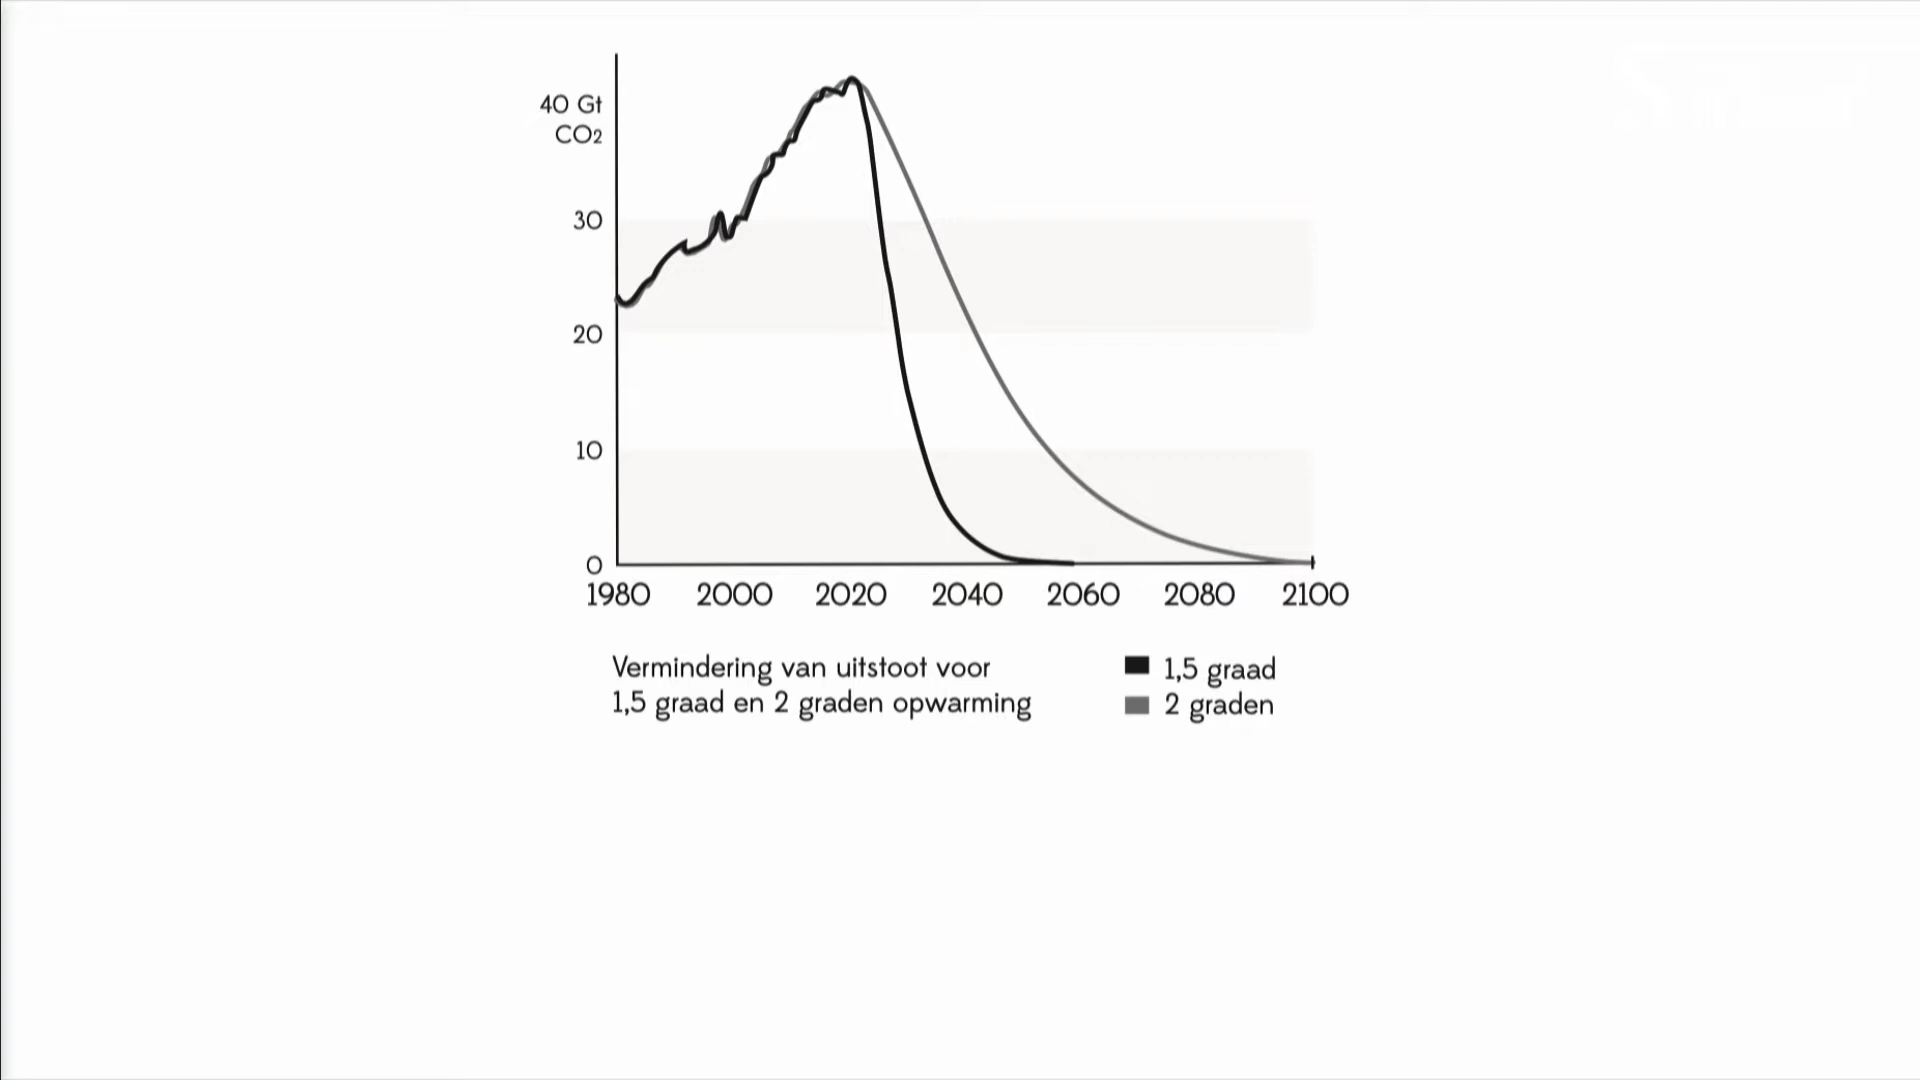 40 Gt
CO2
30
20
10
0
1980 2000 2020 2040 2060 2080 2100
Vermindering van uitstoot voor
1,5 graad en 2 graden opwarming
1,5 graad
2 graden